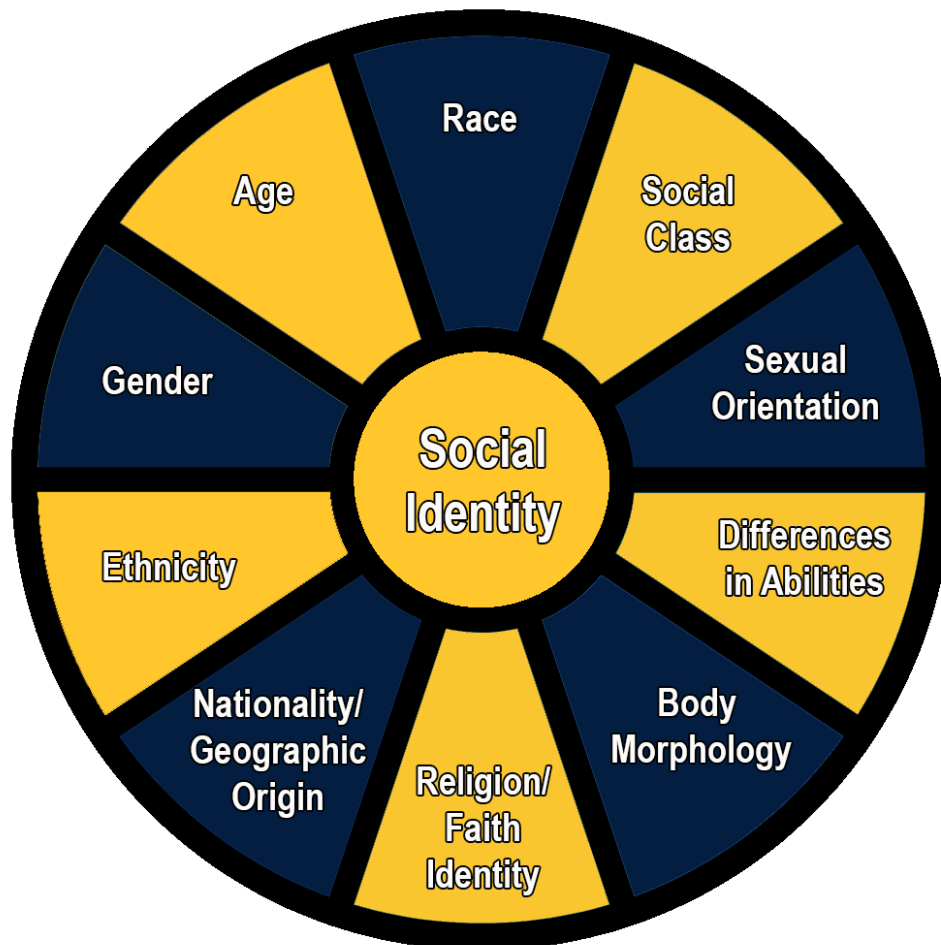 Race
Social
Class
Sexual
Orientation
Differences
in Abilities
Body
Morphology
Religion/
Faith
Identity
Nationality/
Geographic
Origin
Ethnicity
Gender
Age
Social
Identity